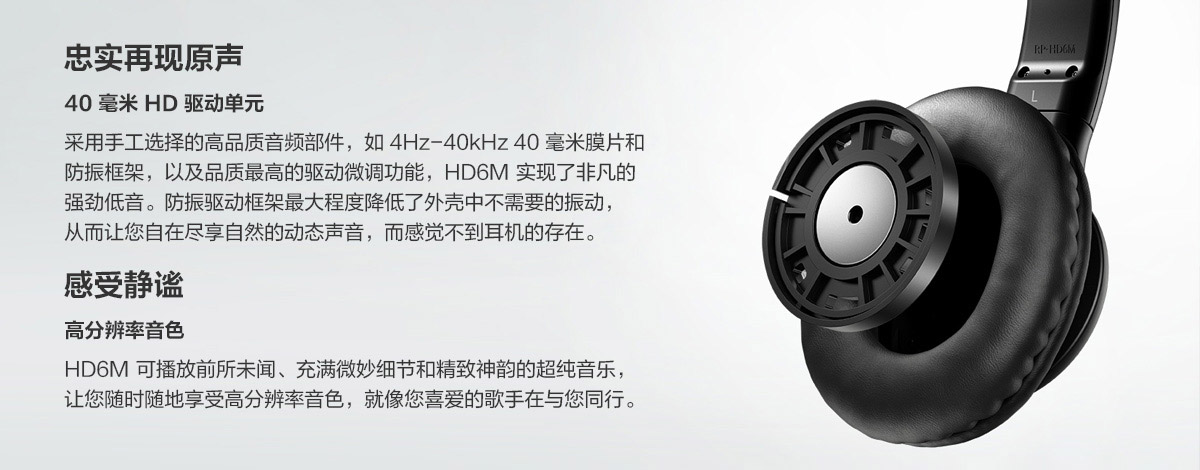 忠实再现原声
40 毫米 HD 驱动单元
采用手工选择的高品质音频部件，如 4Hz-40kHz 40 毫米膜片和
防振框架，以及品质最高的驱动微调功能，HD6M 实现了非凡的
强劲低音。防振驱动框架最大程度降低了外壳中不需要的振动，
从而让您自在尽享自然的动态声音，而感觉不到耳机的存在。
感受静谧
高分辨率音色
HD6M 可播放前所未闻、充满微妙细节和精致神韵的超纯音乐，
让您随时随地享受高分辨率音色，就像您喜爱的歌手在与您同行。
RP-HD6M
L